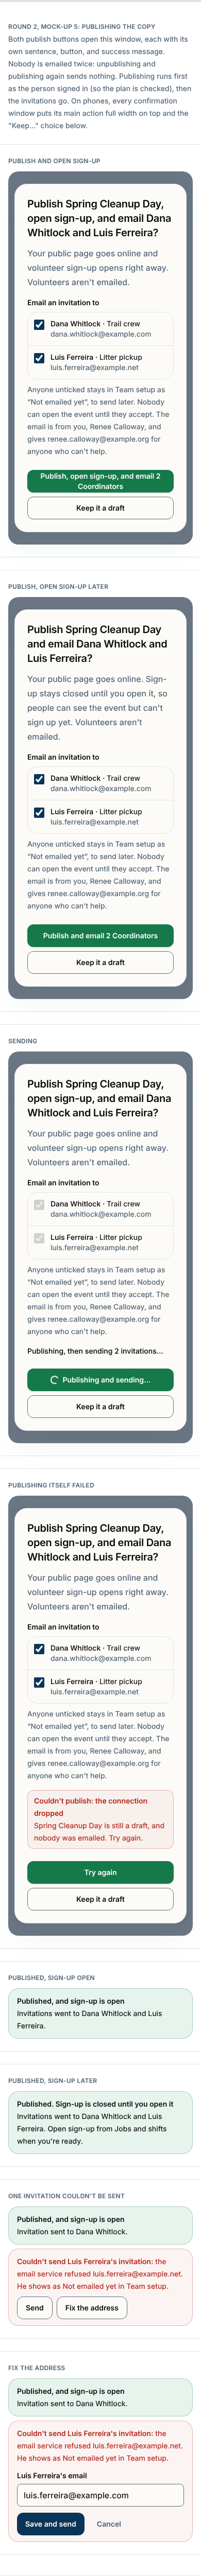 ROUND 2, MOCK-UP 5: PUBLISHING THE COPY
Both publish buttons open this window, each with its
own sentence, button, and success message.
Nobody is emailed twice: unpublishing and
publishing again sends nothing. Publishing runs first
as the person signed in (so the plan is checked), then
the invitations go. On phones, every confirmation
window puts its main action full width on top and the
"Keep..." choice below.
PUBLISH AND OPEN SIGN-UP
Publish Spring Cleanup Day,
open sign-up, and email Dana
Whitlock and Luis Ferreira?
Your public page goes online and
volunteer sign-up opens right away.
Volunteers aren't emailed.
Email an invitation to
Dana Whitlock · Trail crew
dana.whitlock@example.com
Luis Ferreira · Litter pickup
luis.ferreira@example.net
Anyone unticked stays in Team setup as
“Not emailed yet”, to send later. Nobody
can open the event until they accept. The
email is from you, Renee Calloway, and
gives renee.calloway@example.org for
anyone who can't help.
Publish, open sign-up, and email 2
Coordinators
Keep it a draft
PUBLISH, OPEN SIGN-UP LATER
Publish Spring Cleanup Day
and email Dana Whitlock and
Luis Ferreira?
Your public page goes online. Sign-
up stays closed until you open it, so
people can see the event but can't
sign up yet. Volunteers aren't
emailed.
Email an invitation to
Dana Whitlock · Trail crew
dana.whitlock@example.com
Luis Ferreira · Litter pickup
luis.ferreira@example.net
Anyone unticked stays in Team setup as
“Not emailed yet”, to send later. Nobody
can open the event until they accept. The
email is from you, Renee Calloway, and
gives renee.calloway@example.org for
anyone who can't help.
Publish and email 2 Coordinators
Keep it a draft
SENDING
Publish Spring Cleanup Day,
open sign-up, and email Dana
Whitlock and Luis Ferreira?
Your public page goes online and
volunteer sign-up opens right away.
Volunteers aren't emailed.
Email an invitation to
Dana Whitlock · Trail crew
dana.whitlock@example.com
Luis Ferreira · Litter pickup
luis.ferreira@example.net
Anyone unticked stays in Team setup as
“Not emailed yet”, to send later. Nobody
can open the event until they accept. The
email is from you, Renee Calloway, and
gives renee.calloway@example.org for
anyone who can't help.
Publishing, then sending 2 invitations...
Publishing and sending...
Keep it a draft
PUBLISHING ITSELF FAILED
Publish Spring Cleanup Day,
open sign-up, and email Dana
Whitlock and Luis Ferreira?
Your public page goes online and
volunteer sign-up opens right away.
Volunteers aren't emailed.
Email an invitation to
Dana Whitlock · Trail crew
dana.whitlock@example.com
Luis Ferreira · Litter pickup
luis.ferreira@example.net
Anyone unticked stays in Team setup as
“Not emailed yet”, to send later. Nobody
can open the event until they accept. The
email is from you, Renee Calloway, and
gives renee.calloway@example.org for
anyone who can't help.
Couldn't publish: the connection
dropped
Spring Cleanup Day is still a draft, and
nobody was emailed. Try again.
Try again
Keep it a draft
PUBLISHED, SIGN-UP OPEN
Published, and sign-up is open
Invitations went to Dana Whitlock and Luis
Ferreira.
PUBLISHED, SIGN-UP LATER
Published. Sign-up is closed until you open it
Invitations went to Dana Whitlock and Luis
Ferreira. Open sign-up from Jobs and shifts
when you're ready.
ONE INVITATION COULDN'T BE SENT
Published, and sign-up is open
Invitation sent to Dana Whitlock.
Couldn't send Luis Ferreira's invitation: the
email service refused luis.ferreira@example.net.
He shows as Not emailed yet in Team setup.
Send
Fix the address
FIX THE ADDRESS
Published, and sign-up is open
Invitation sent to Dana Whitlock.
Couldn't send Luis Ferreira's invitation: the
email service refused luis.ferreira@example.net.
He shows as Not emailed yet in Team setup.
Luis Ferreira's email
luis.ferreira@example.com
Save and send
Cancel